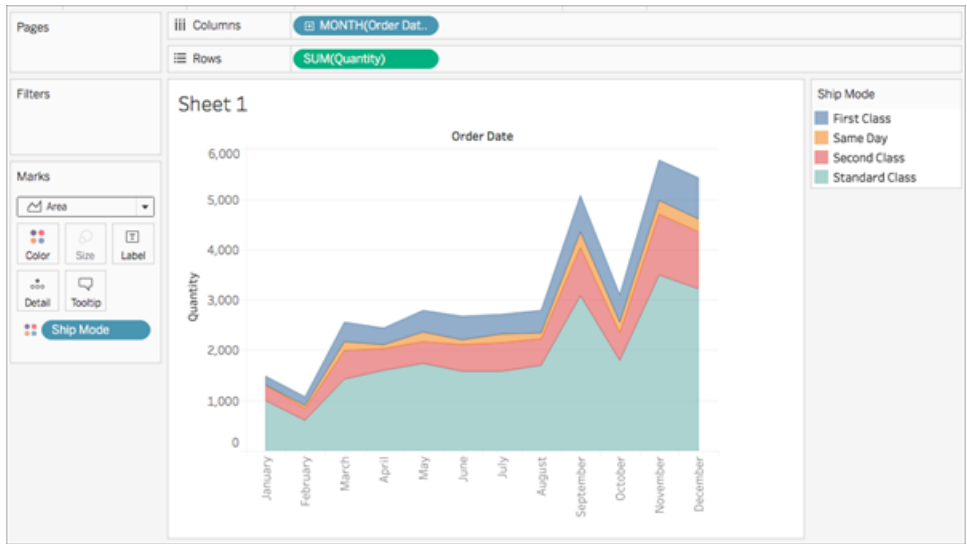 Pages
Columns
MONTH(Order Dat..
Rows
SUM(Quantity)
Filters
Marks
Area
Color
Size
Label
Detail
Tooltip
Ship Mode
Sheet 1
Order Date
Quantity
6,000
5,000
4,000
3,000
2,000
1,000
0
January
February
March
April
May
June
July
August
September
October
November
December
Ship Mode
First Class
Same Day
Second Class
Standard Class